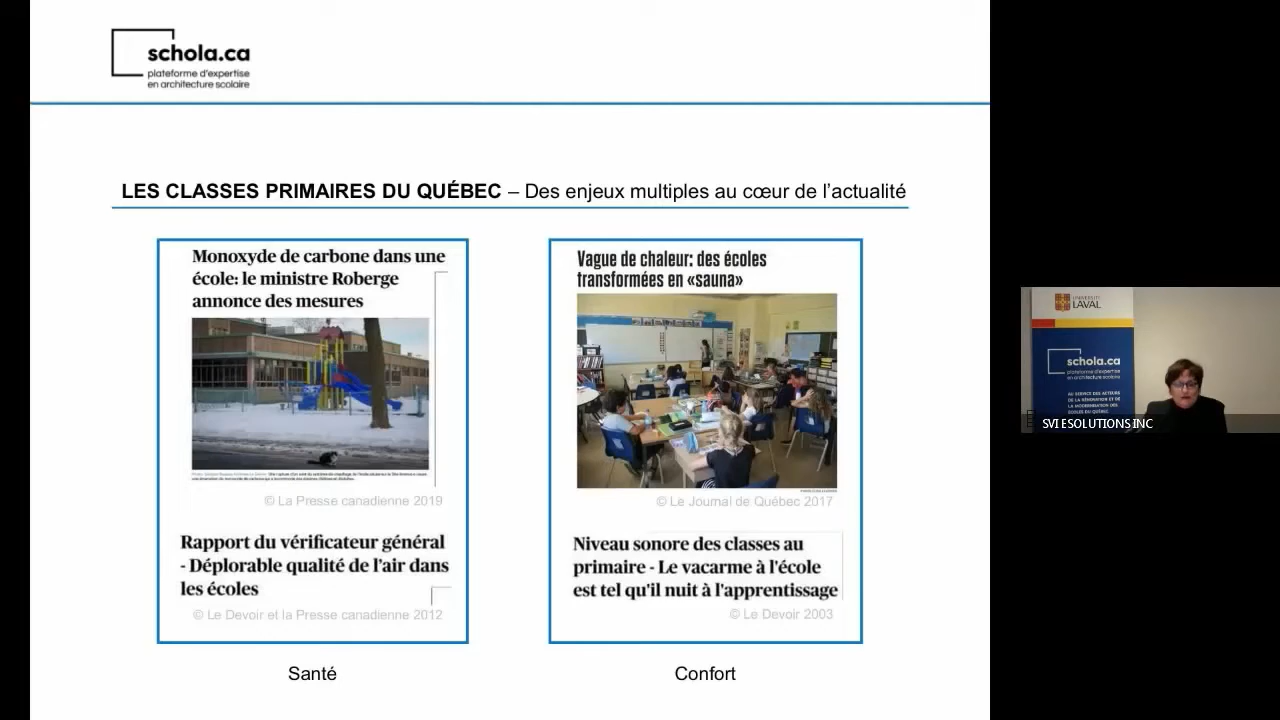 schola.ca
plateforme d'expertise
en architecture scolaire
LES CLASSES PRIMAIRES DU QUÉBEC – Des enjeux multiples au cœur de l'actualité
Monoxyde de carbone dans une
école: le ministre Roberge
annonce des mesures
© La Presse canadienne 2019
Rapport du vérificateur général
- Déplorable qualité de l'air dans
les écoles
© Le Devoir et la Presse canadienne 2012
Santé
Vague de chaleur: des écoles
transformées en «sauna»
© Le Journal de Québec 2017
Niveau sonore des classes au
primaire - Le vacarme à l'école
est tel qu'il nuit à l'apprentissage
© Le Devoir 2003
Confort
UNIVERSITÉ
LAVAL
schola.ca
plateforme d'expertise
en architecture scolaire
AU SERVICE DES ACTEURS
DE LA RÉNOVATION ET DE
LA MODERNISATION DES
ÉCOLES DU QUÉBEC
SVI ESOLUTIONS INC